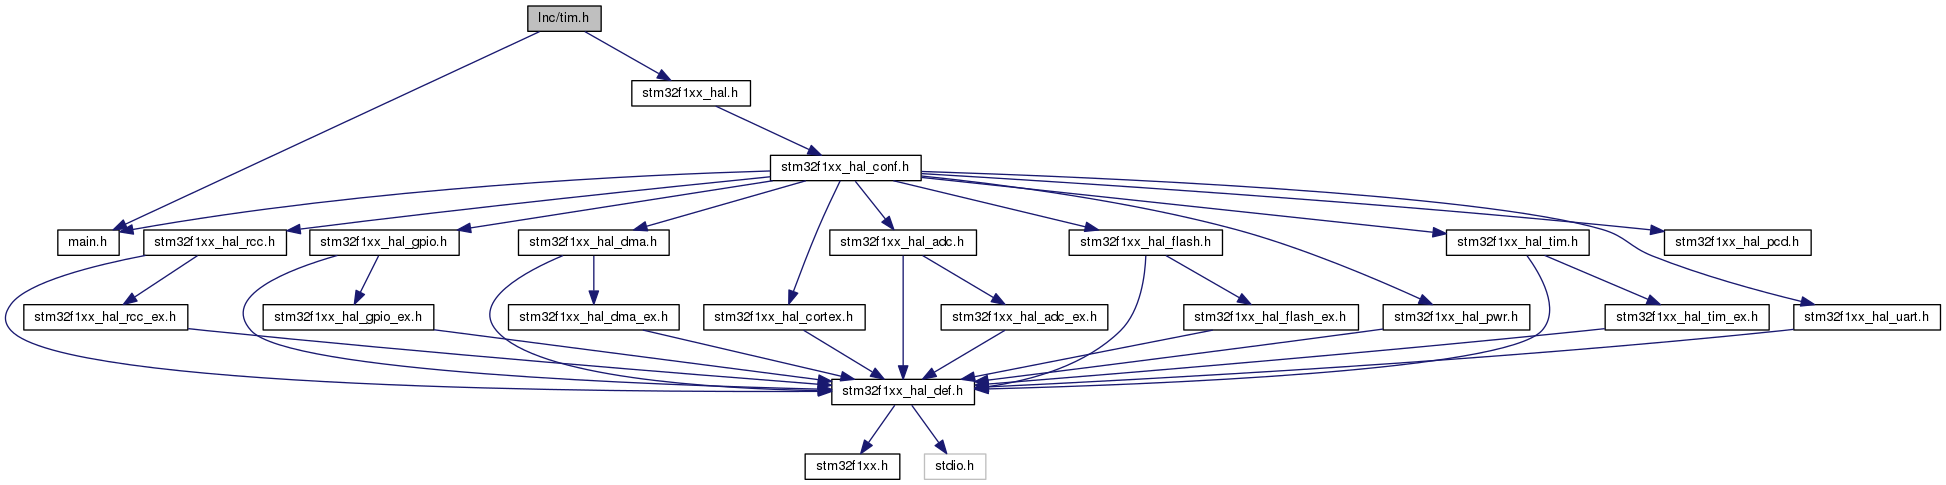 Inc/tim.h
stm32f1xx_hal.h
stm32f1xx_hal_conf.h
main.h
stm32f1xx_hal_rcc.h
stm32f1xx_hal_gpio.h
stm32f1xx_hal_dma.h
stm32f1xx_hal_adc.h
stm32f1xx_hal_flash.h
stm32f1xx_hal_tim.h
stm32f1xx_hal_pcd.h
stm32f1xx_hal_rcc_ex.h
stm32f1xx_hal_gpio_ex.h
stm32f1xx_hal_dma_ex.h
stm32f1xx_hal_cortex.h
stm32f1xx_hal_adc_ex.h
stm32f1xx_hal_flash_ex.h
stm32f1xx_hal_pwr.h
stm32f1xx_hal_tim_ex.h
stm32f1xx_hal_uart.h
stm32f1xx_hal_def.h
stm32f1xx.h
stdio.h